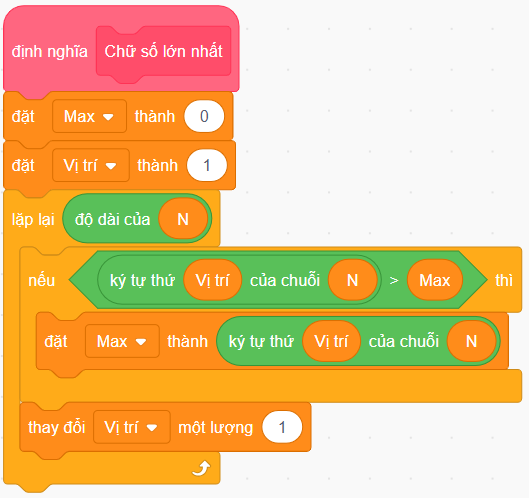 định nghĩa Chữ số lớn nhất
đặt Max thành 0
đặt Vị trí thành 1
lặp lại độ dài của N
nếu ký tự thứ Vị trí của chuỗi N > Max thì
đặt Max thành ký tự thứ Vị trí của chuỗi N
thay đổi Vị trí một lượng 1